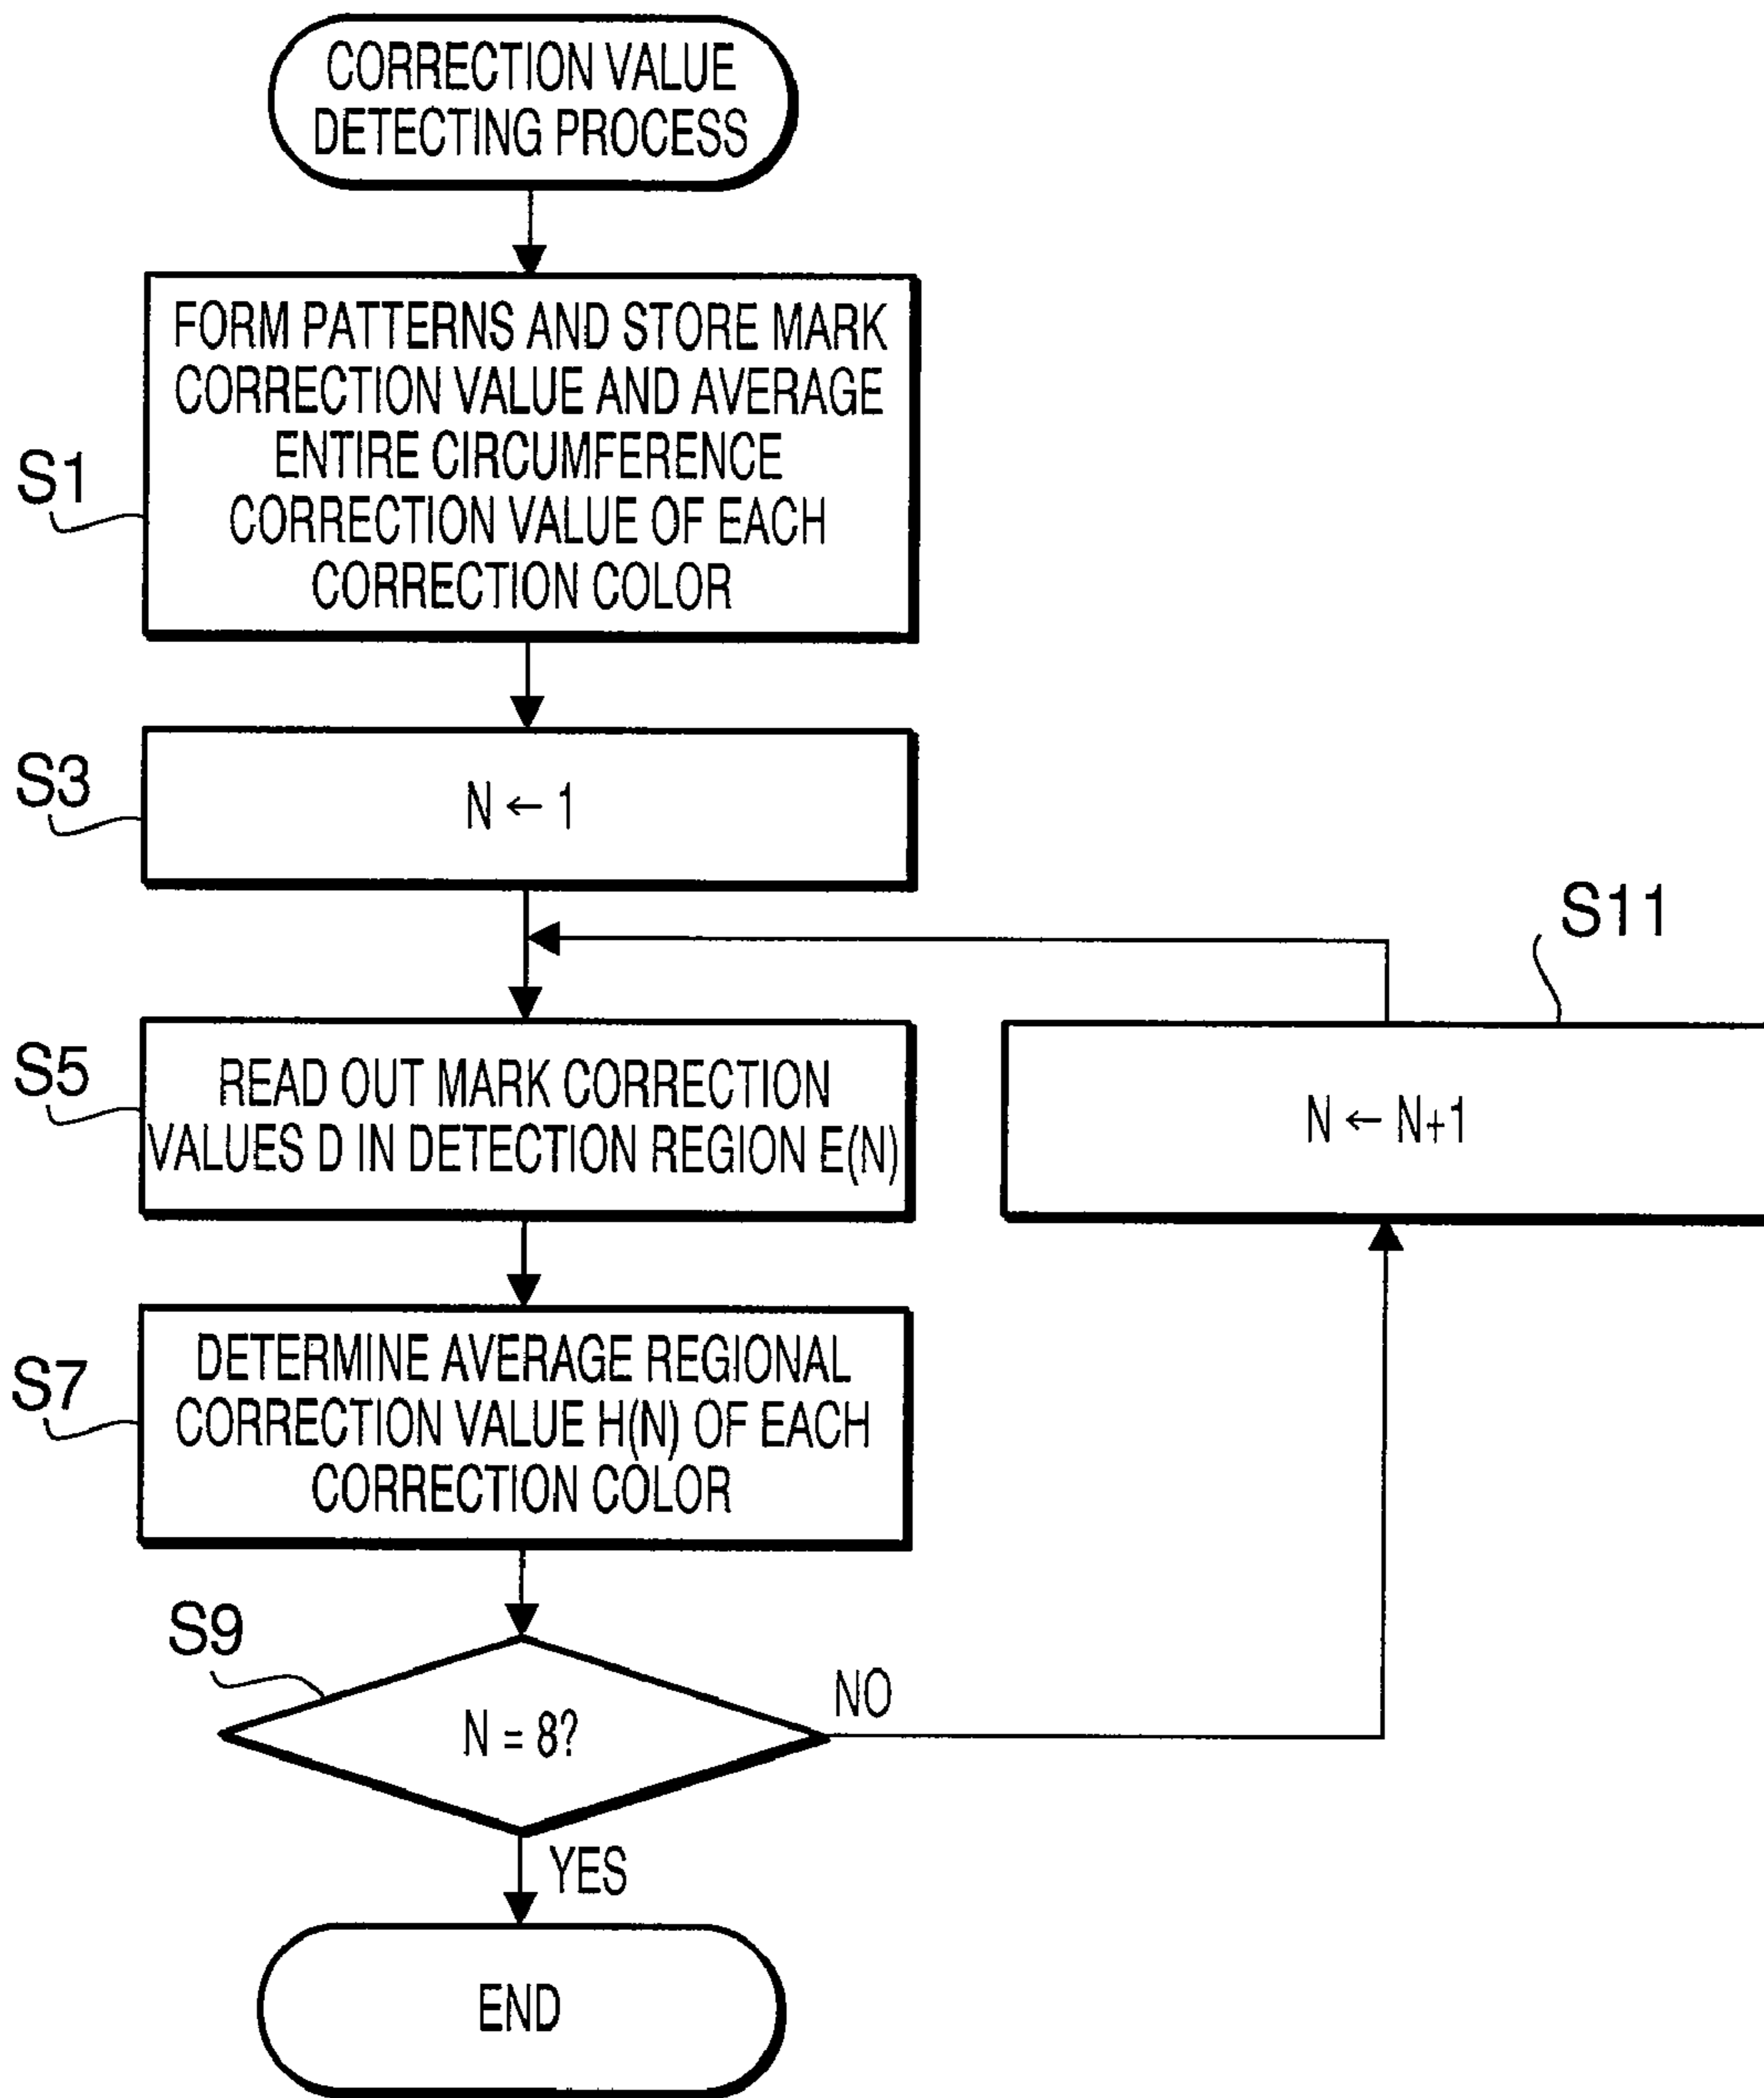 CORRECTION VALUE
DETECTING PROCESS
S1
FORM PATTERNS AND STORE MARK
CORRECTION VALUE AND AVERAGE
ENTIRE CIRCUMFERENCE
CORRECTION VALUE OF EACH
CORRECTION COLOR
S3
N ← 1
S11
N ← N+1
S5
READ OUT MARK CORRECTION
VALUES D IN DETECTION REGION E(N)
S7
DETERMINE AVERAGE REGIONAL
CORRECTION VALUE H(N) OF EACH
CORRECTION COLOR
S9
N = 8?
NO
YES
END